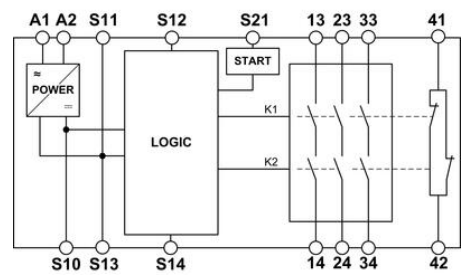 A1 A2 S11 S12 S21 13 23 33 41
START
≂
POWER
⎓
K1
LOGIC
K2
S10 S13 S14 14 24 34 42